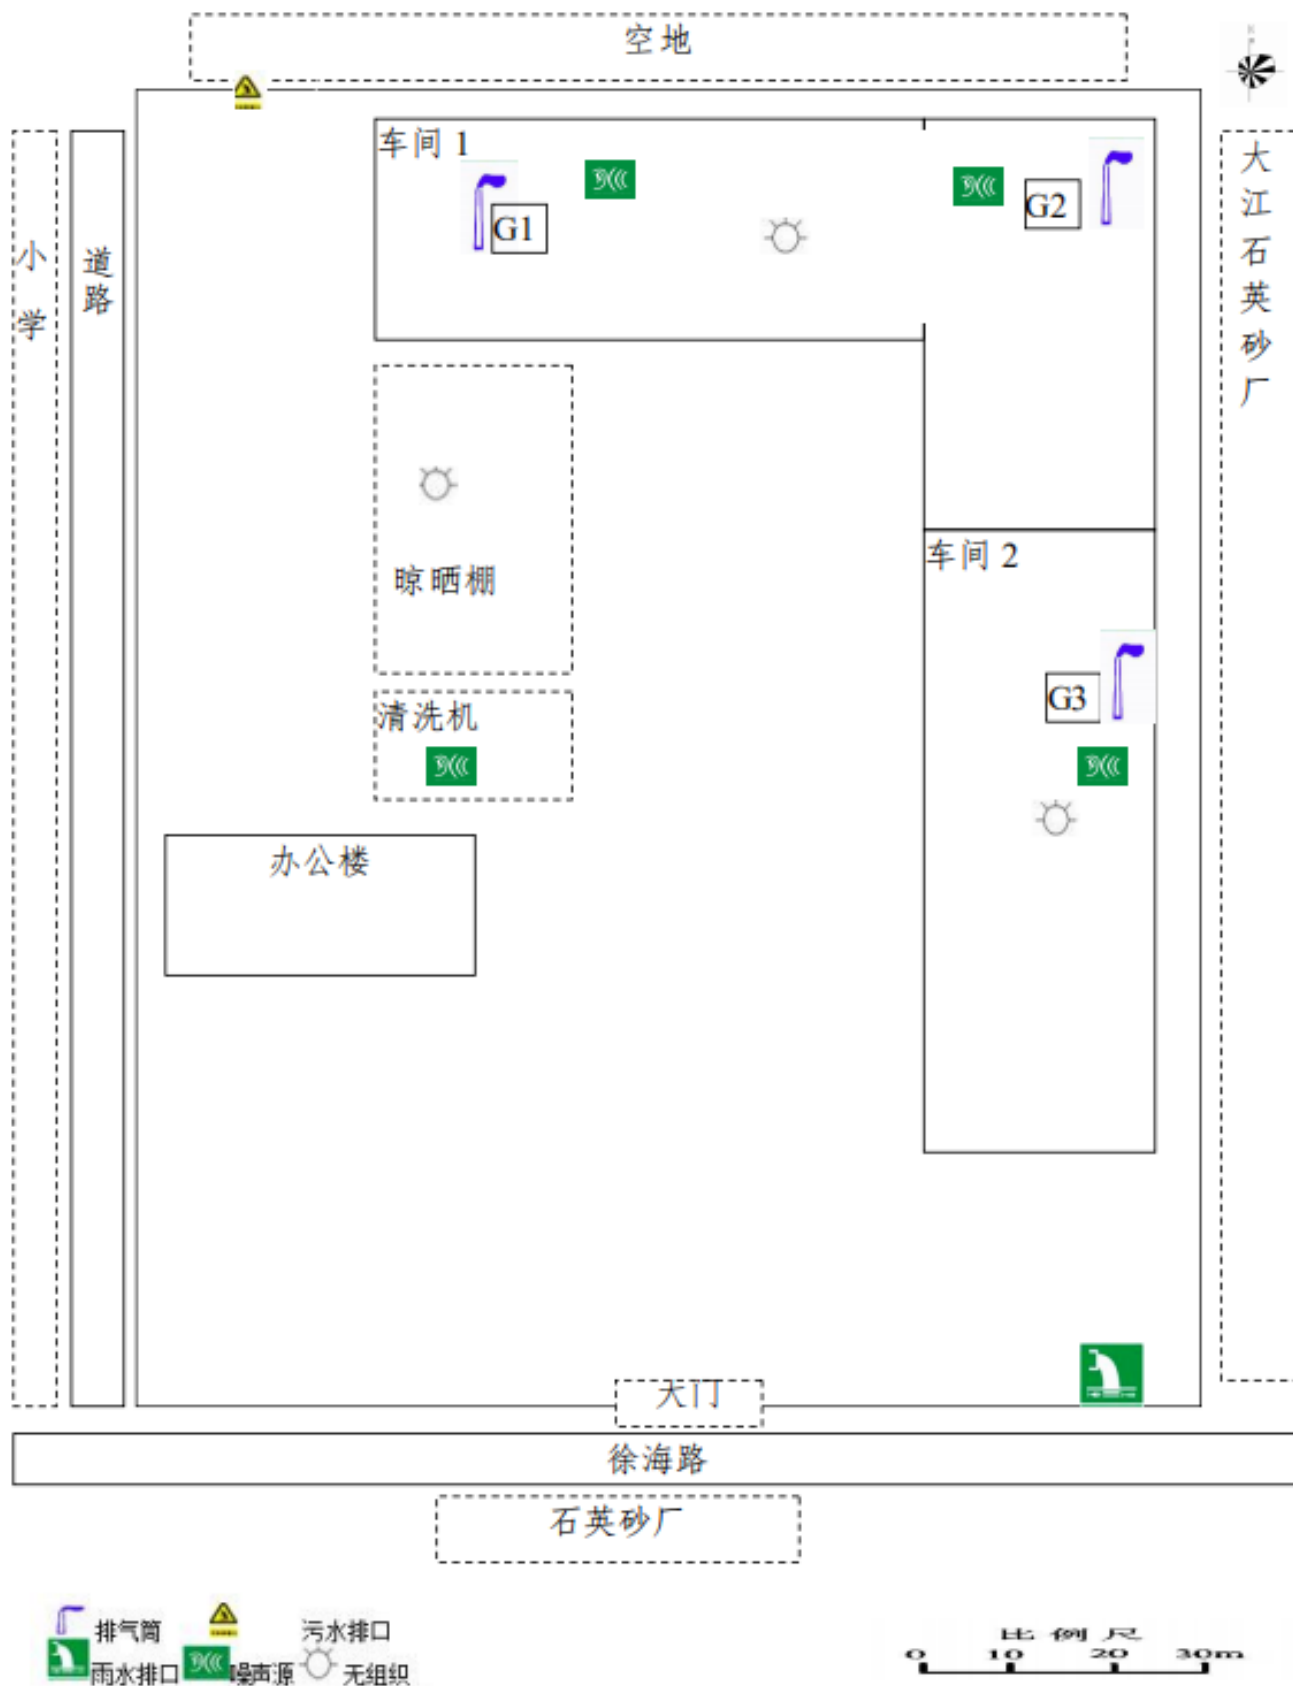 空地
车间 1
G1
G2
大江石英砂厂
小学
道路
晾晒棚
车间 2
清洗机
G3
办公楼
大门
徐海路
石英砂厂
排气筒 污水排口
雨水排口 噪声源 无组织
比例尺
0 10 20 30m